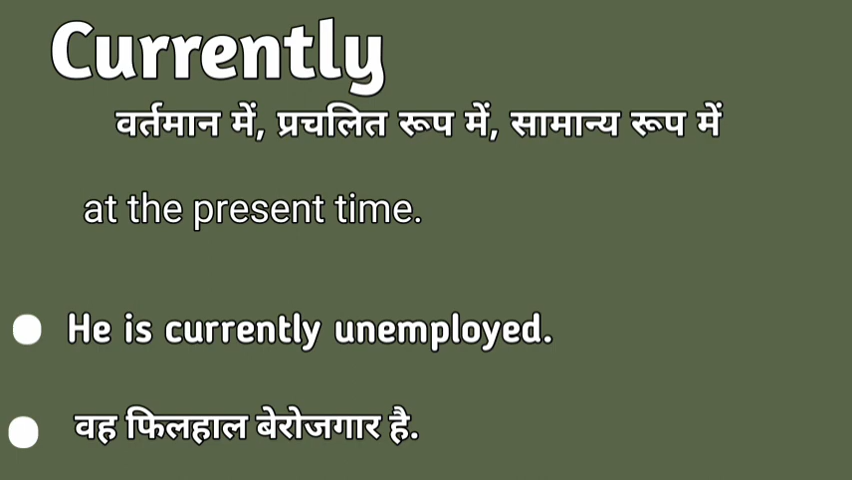 Currently
वर्तमान में, प्रचलित रूप में, सामान्य रूप में
at the present time.
He is currently unemployed.
वह फिलहाल बेरोजगार है.